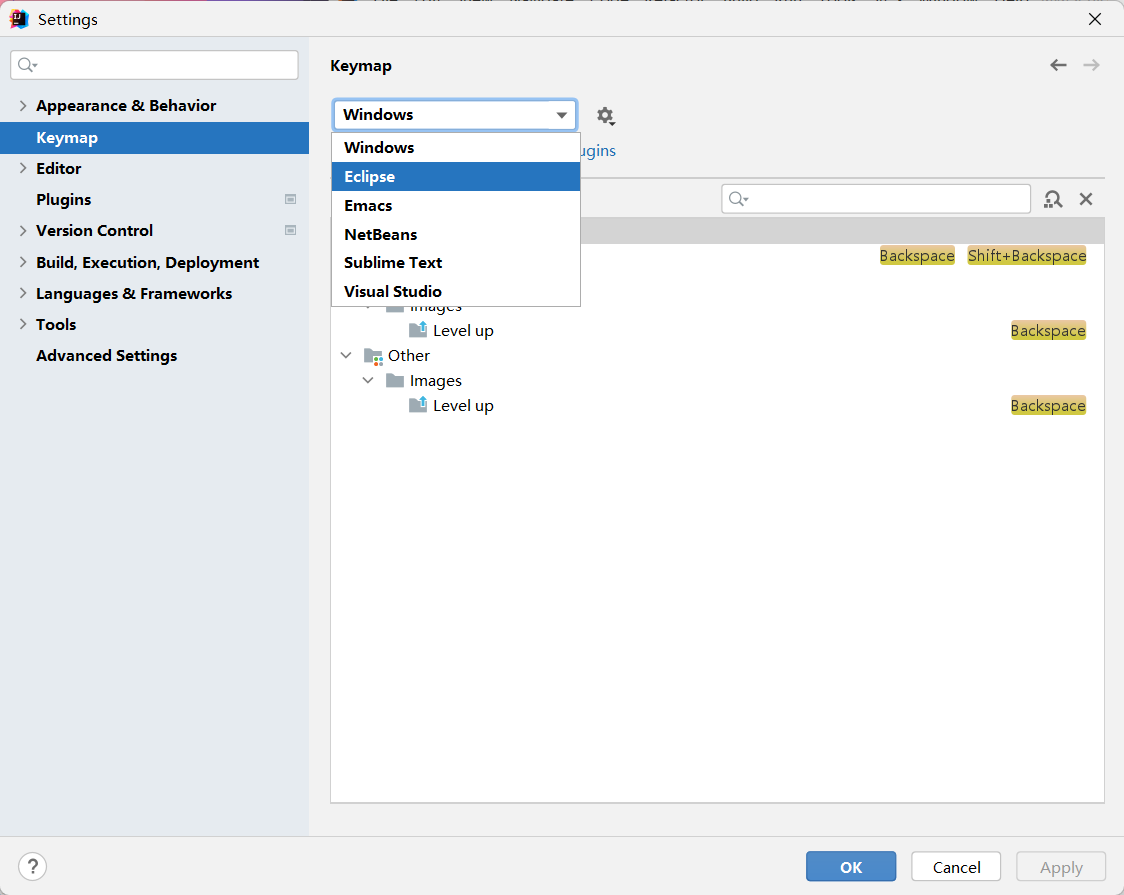 Settings
Appearance & Behavior
Keymap
Editor
Plugins
Version Control
Build, Execution, Deployment
Languages & Frameworks
Tools
Advanced Settings
Keymap
Windows
Windows
Eclipse
Emacs
NetBeans
Sublime Text
Visual Studio
ugins
Backspace Shift+Backspace
Images
Level up Backspace
Other
Images
Level up Backspace
?
OK Cancel Apply